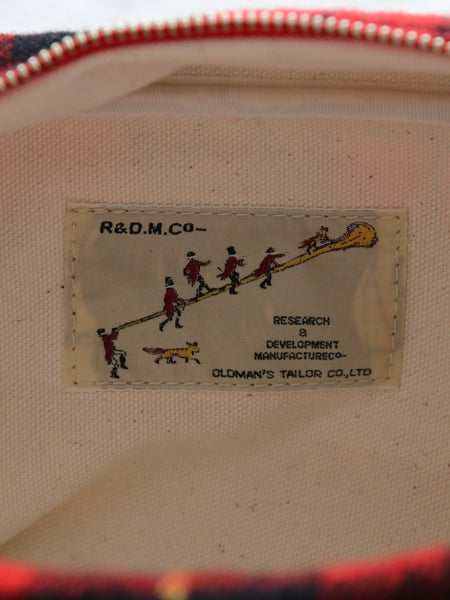 R&D.M.Co-
RESEARCH
&
DEVELOPMENT
MANUFACTURECo-
OLDMAN'S TAILOR CO.,LTD